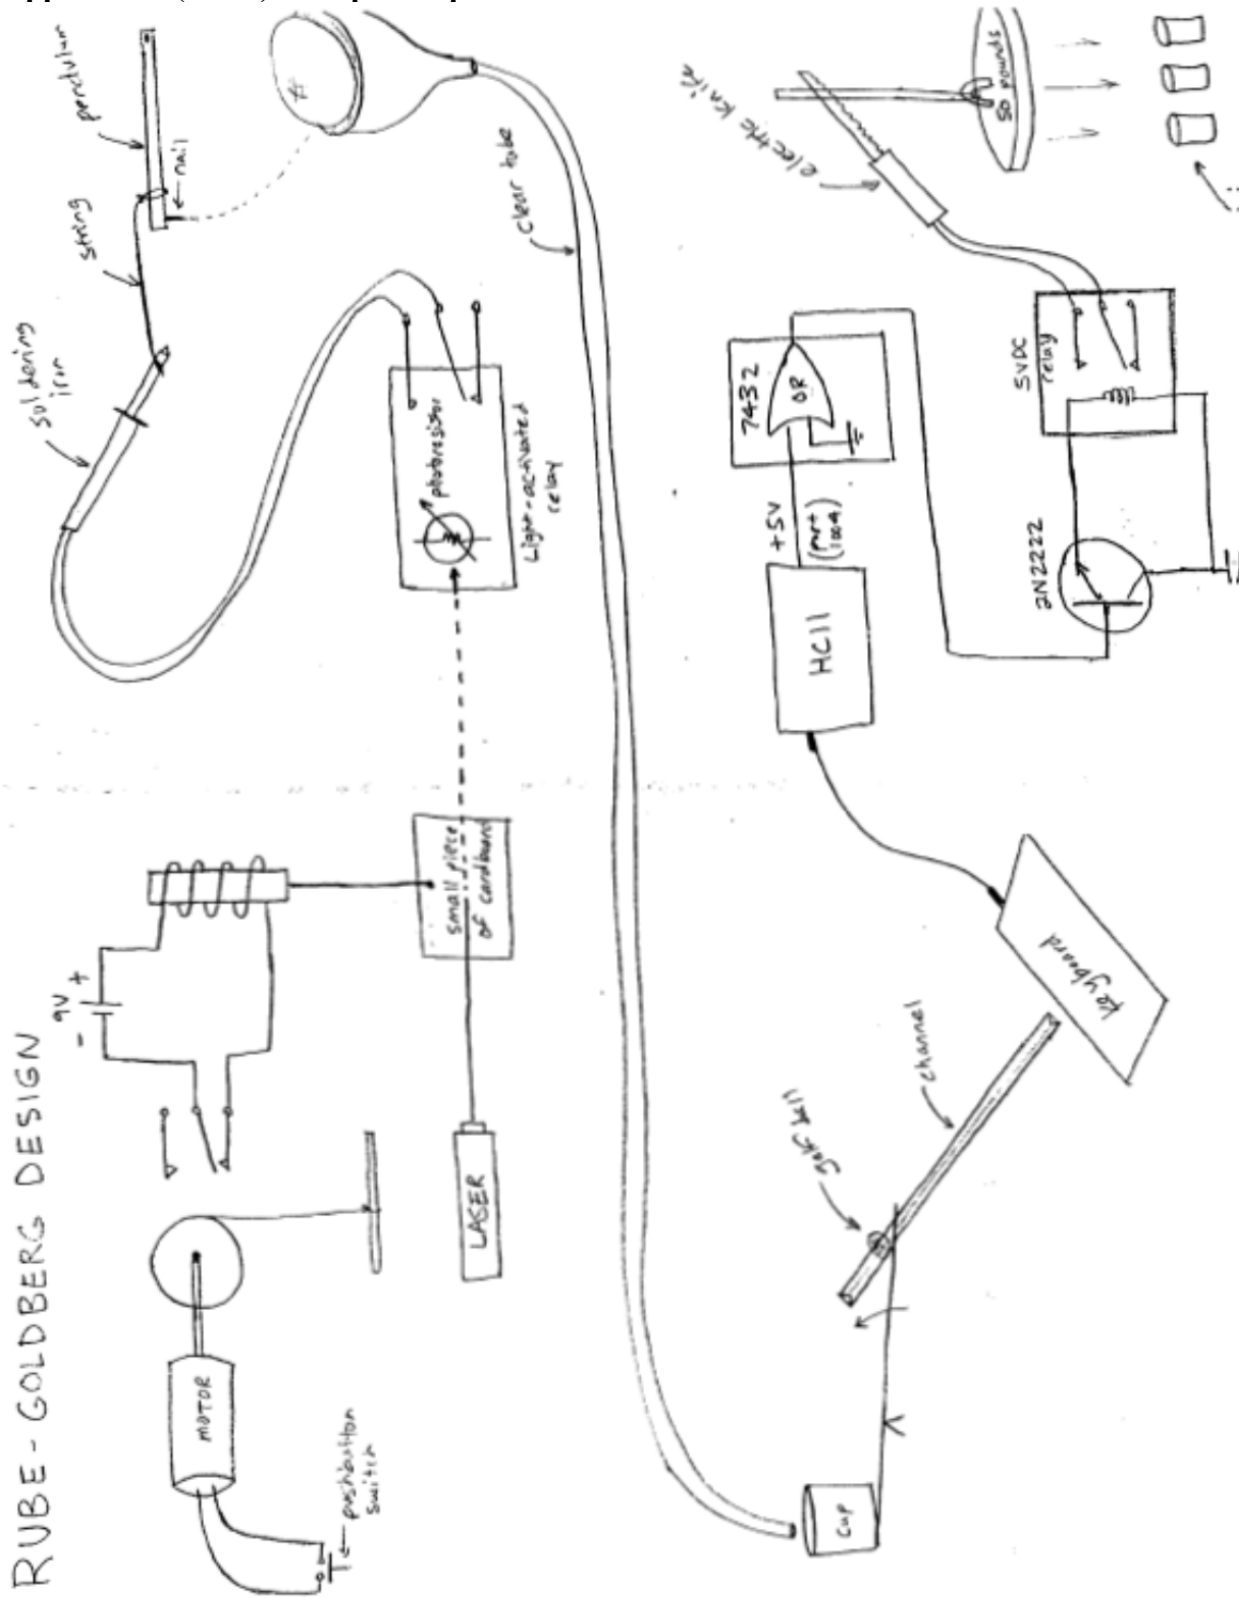 RUBE-GOLDBERG DESIGN
- 9V +
MOTOR
pushbutton
switch
LASER
small piece
of cardboard
photoresistor
Light-activated
relay
soldering
iron
string
pendulum
nail
clear tube
cup
golf ball
channel
keyboard
HC11
+5V
(port
1004)
7432
OR
2N2222
5VDC
relay
electric knife
50 pounds